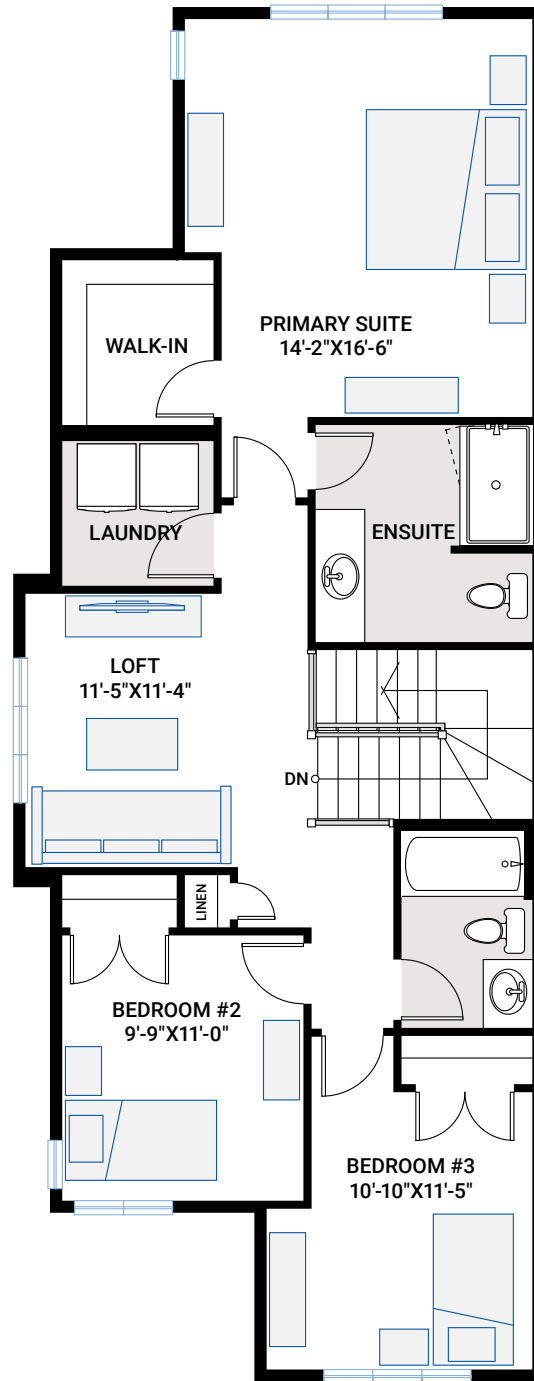 PRIMARY SUITE
14'-2"X16'-6"
WALK-IN
LAUNDRY
ENSUITE
LOFT
11'-5"X11'-4"
DN
LINEN
BEDROOM #2
9'-9"X11'-0"
BEDROOM #3
10'-10"X11'-5"